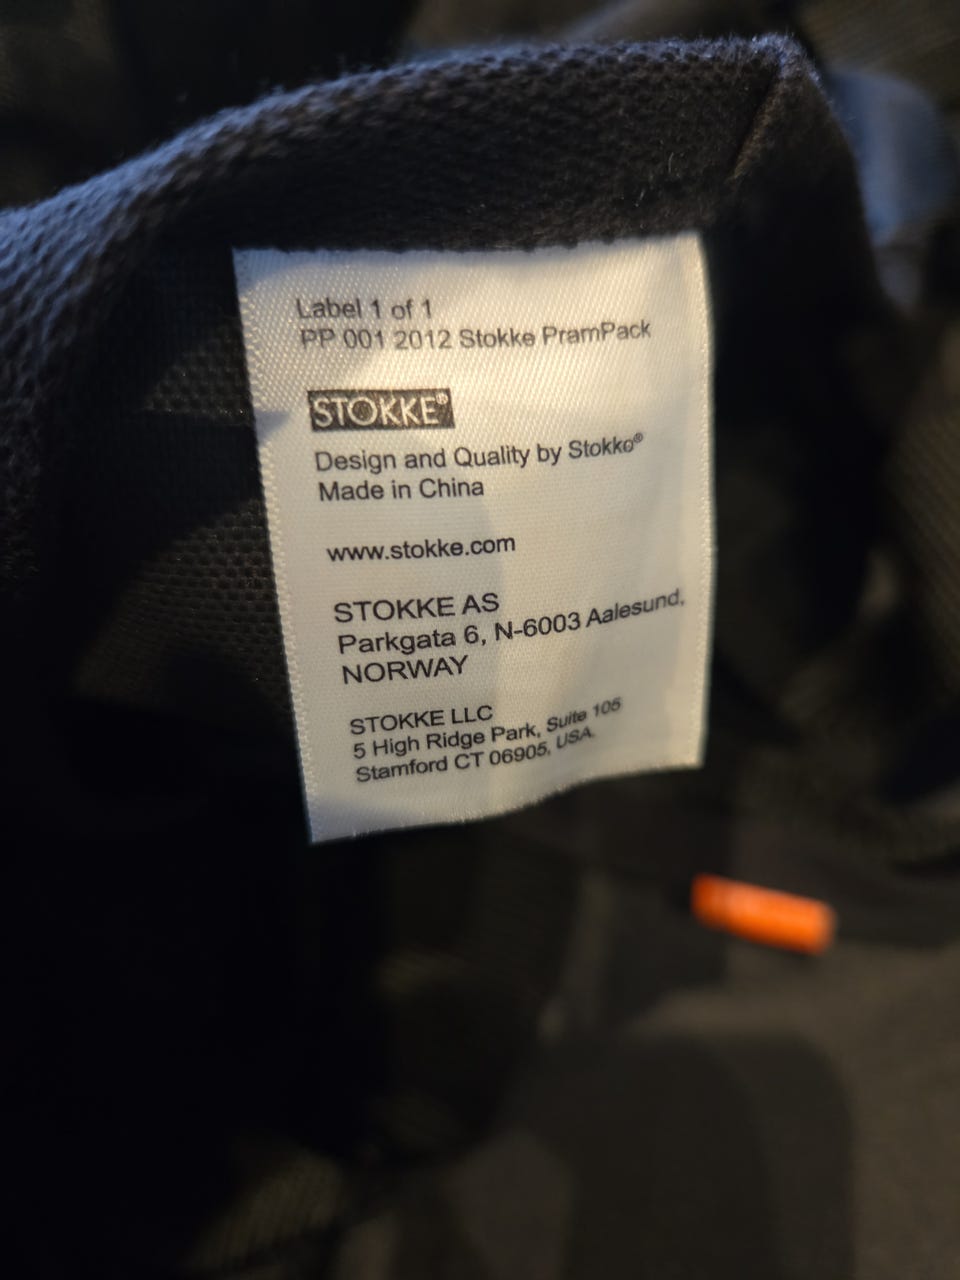 Label 1 of 1
PP 001 2012 Stokke PramPack
STOKKE®
Design and Quality by Stokke®
Made in China
www.stokke.com
STOKKE AS
Parkgata 6, N-6003 Aalesund,
NORWAY
STOKKE LLC
5 High Ridge Park, Suite 105
Stamford CT 06905, USA.